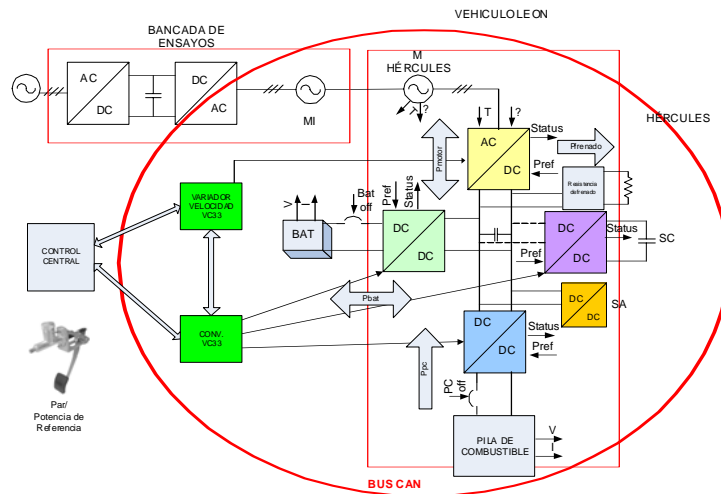 VEHICULO LEON
BANCADA DE
ENSAYOS
M
HÉRCULES
HÉRCULES
AC
DC
DC
AC
MI
T
?
T
?
AC
DC
Status
Pref
Pfrenado
Pmotor
Resistencia
de frenado
VARIADOR
VELOCIDAD
VC33
V
I
Bat
off
Pref
Status
BAT
DC
DC
DC
DC
Status
Pref
SC
CONTROL
CENTRAL
Pbat
DC
DC
SA
CONV.
VC33
Ppc
DC
DC
Status
Pref
PC
off
Par/
Potencia de
Referencia
PILA DE
COMBUSTIBLE
V
I
BUS CAN